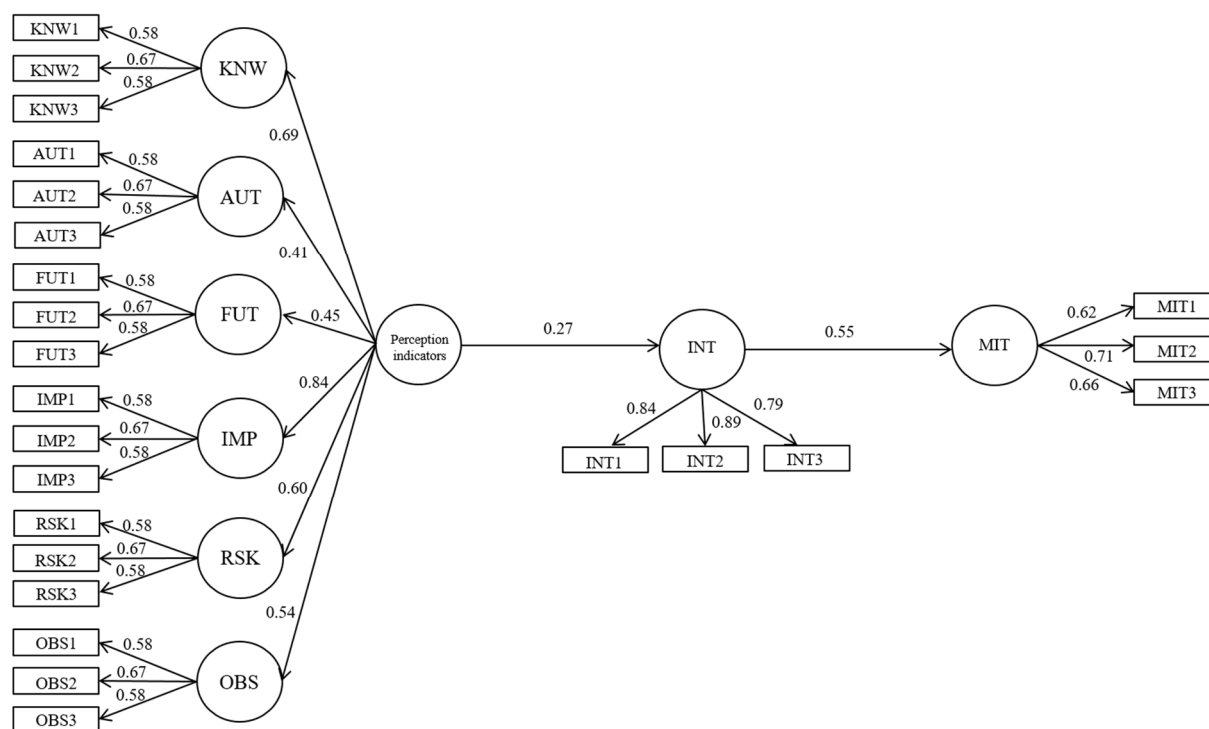 KNW1
0.58
KNW2
0.67
KNW
0.58
KNW3
0.69
AUT1
0.58
AUT2
0.67
AUT
0.58
AUT3
0.41
FUT1
0.58
FUT2
0.67
FUT
0.58
FUT3
0.45
Perception
indicators
0.27
INT
0.55
MIT
0.62
MIT1
0.71
MIT2
0.66
MIT3
0.84
0.89
0.79
INT1
INT2
INT3
0.84
IMP1
0.58
IMP2
0.67
IMP
0.58
IMP3
0.60
RSK1
0.58
RSK2
0.67
RSK
0.58
RSK3
0.54
OBS1
0.58
OBS2
0.67
OBS
0.58
OBS3